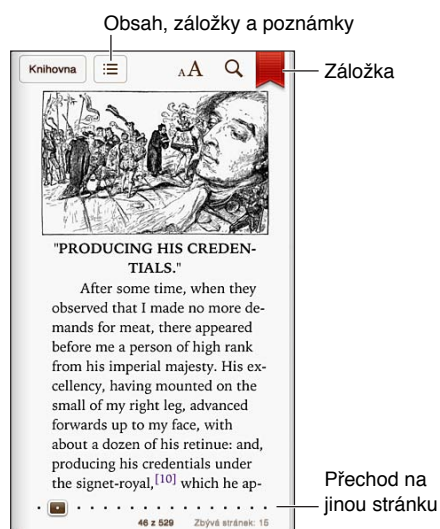 Obsah, záložky a poznámky
Knihovna
AA
Záložka
"PRODUCING HIS CREDEN-
TIALS."
After some time, when they
observed that I made no more de-
mands for meat, there appeared
before me a person of high rank
from his imperial majesty. His ex-
cellency, having mounted on the
small of my right leg, advanced
forwards up to my face, with
about a dozen of his retinue: and,
producing his credentials under
the signet-royal,[10] which he ap-
Přechod na
jinou stránku
46 z 529 Zbývá stránek: 15